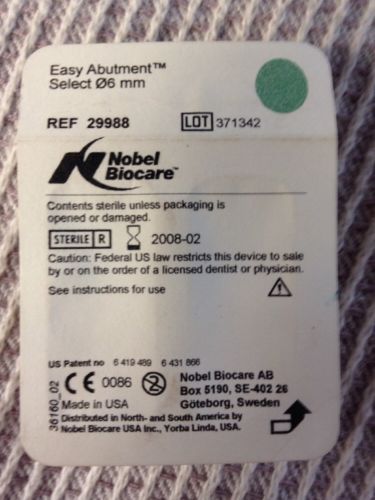 Easy Abutment™
Select Ø6 mm
REF 29988 LOT 371342
Nobel
Biocare™
Contents sterile unless packaging is
opened or damaged.
STERILE R 2008-02
Caution: Federal US law restricts this device to sale
by or on the order of a licensed dentist or physician.
See instructions for use
US Patent no 6 419 489 6 431 866
CE 0086
Made in USA
Nobel Biocare AB
Box 5190, SE-402 26
Göteborg, Sweden
Distributed in North- and South America by
Nobel Biocare USA Inc., Yorba Linda, USA.
36160_02